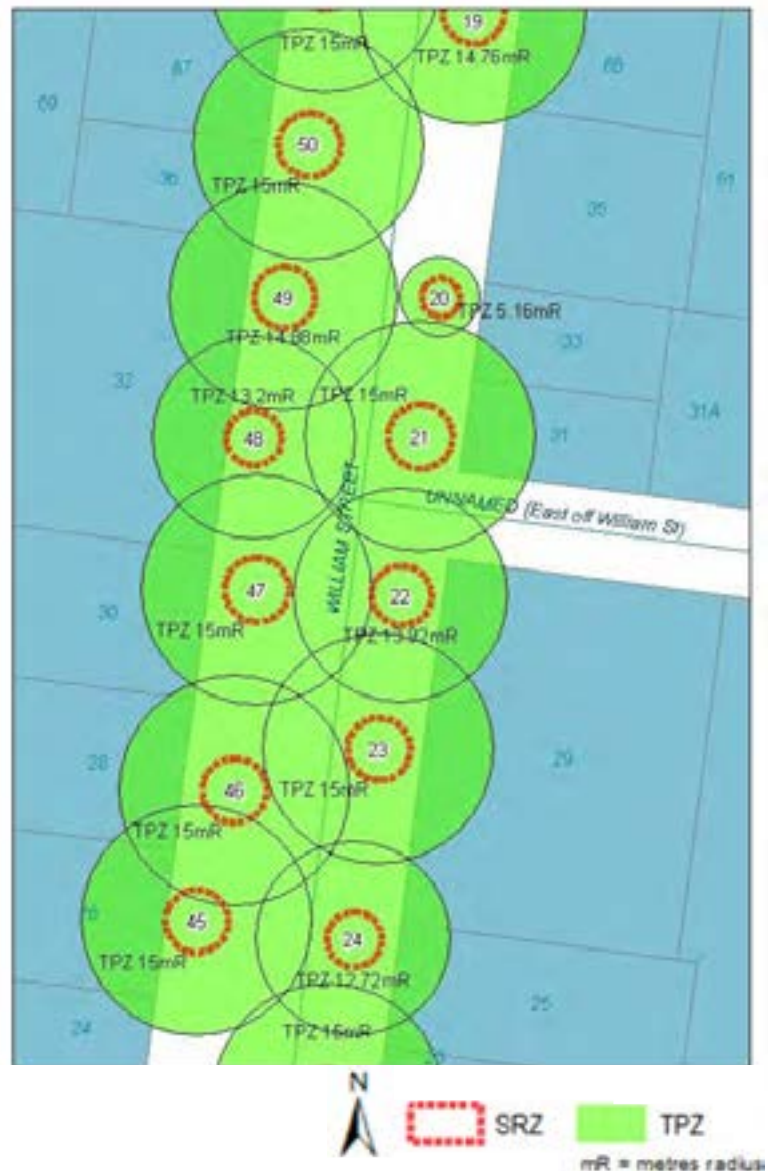 19
TPZ 15mR
TPZ 14.76mR
67
6B
69
50
36
TPZ 15mR
35
91
49
20
TPZ 5.16mR
TPZ 14.88mR
33
32
TPZ 13.2mR
TPZ 15mR
31A
48
21
31
WILLIAM STREET
UNNAMED (East off William St)
47
22
30
TPZ 15mR
TPZ 13.92mR
23
28
46
29
TPZ 15mR
TPZ 15mR
45
24
TPZ 15mR
TPZ 12.72mR
25
24
TPZ 15mR
N
SRZ
TPZ
mR = metres radius